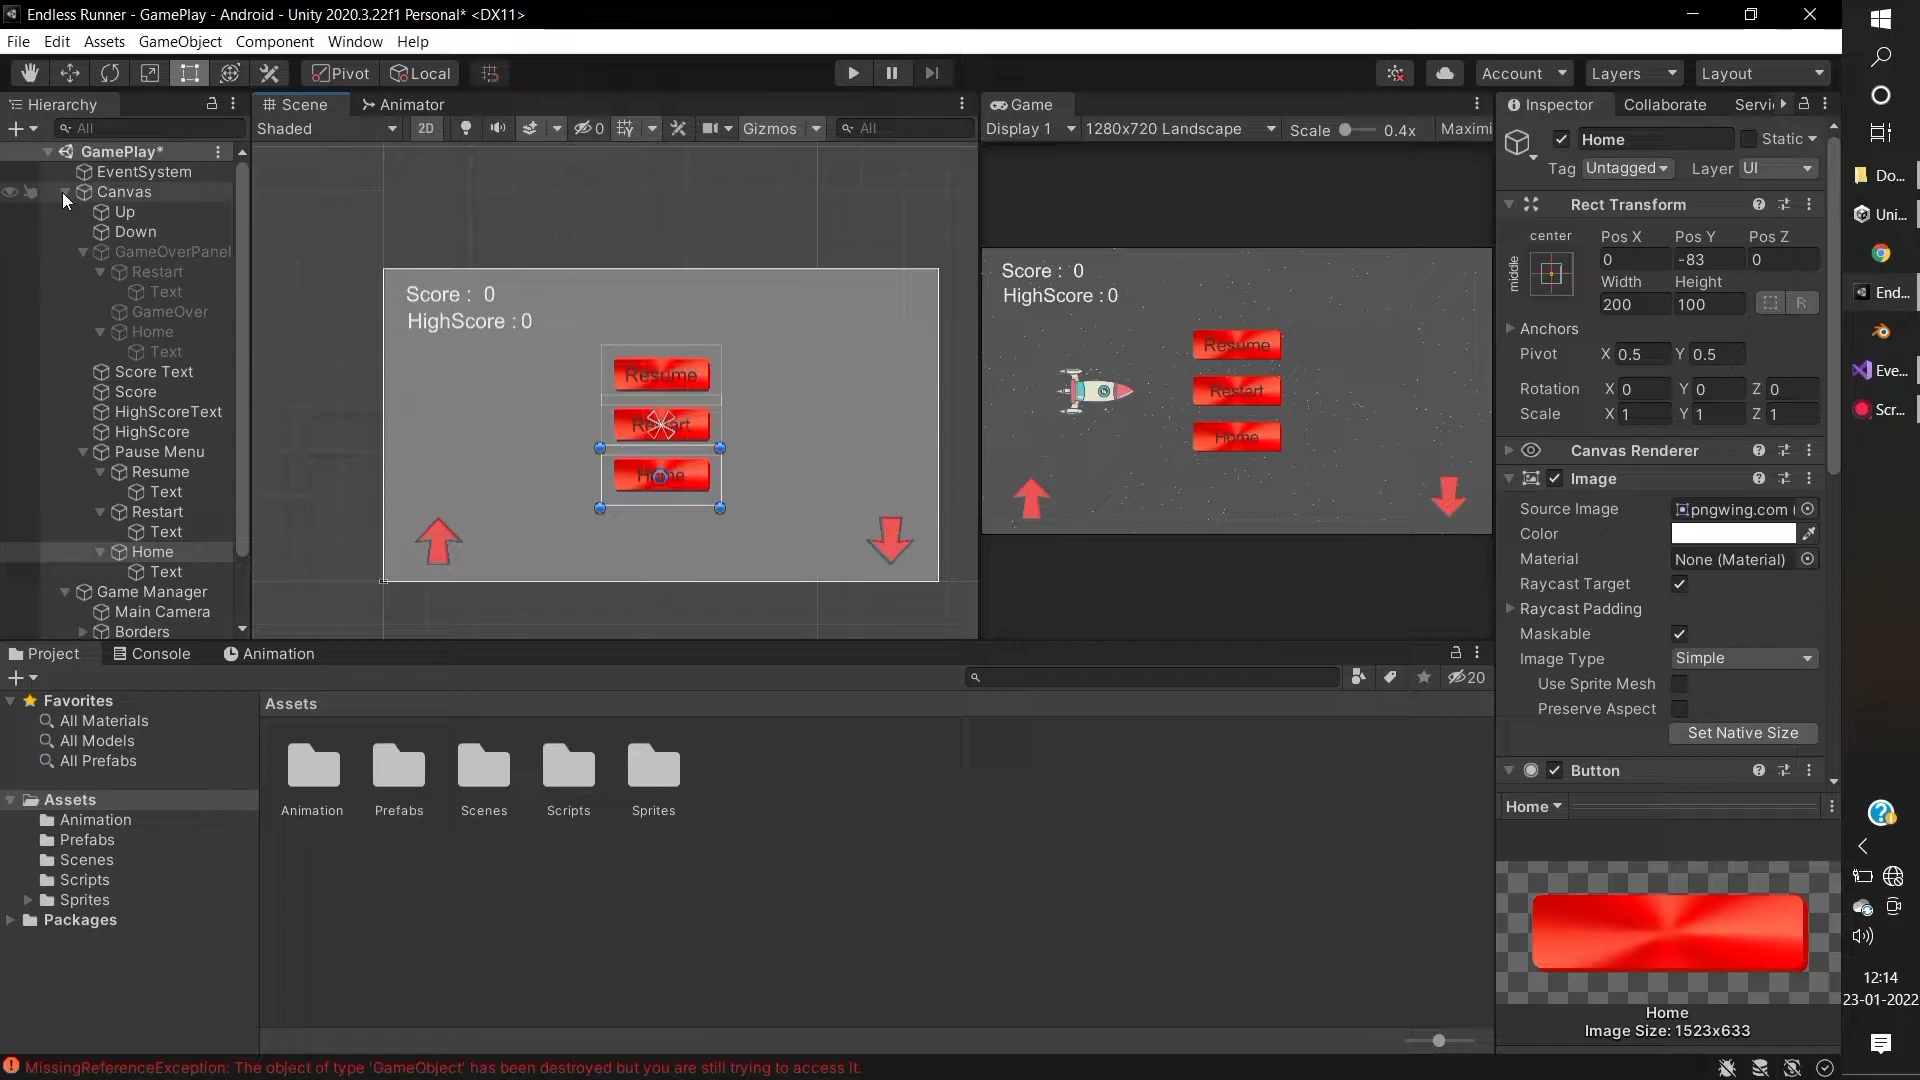 Endless Runner - GamePlay - Android - Unity 2020.3.22f1 Personal* <DX11>
File Edit Assets GameObject Component Window Help
Pivot Local Account Layers Layout
Hierarchy
All
GamePlay*
EventSystem
Canvas
Up
Down
GameOverPanel
Restart
Text
GameOver
Home
Text
Score Text
Score
HighScoreText
HighScore
Pause Menu
Resume
Text
Restart
Text
Home
Text
Game Manager
Main Camera
Borders
Scene Animator
Shaded 2D 0 Gizmos All
Score : 0
HighScore : 0
Resume
Restart
Home
Game
Display 1 1280x720 Landscape Scale 0.4x Maximi
Score : 0
HighScore : 0
Resume
Restart
Home
Inspector Collaborate Servi
Home Static
Tag Untagged Layer UI
Rect Transform
center Pos X Pos Y Pos Z
middle 0 -83 0
Width Height
200 100 R
Anchors
Pivot X 0.5 Y 0.5
Rotation X 0 Y 0 Z 0
Scale X 1 Y 1 Z 1
Canvas Renderer
Image
Source Image pngwing.com (
Color
Material None (Material)
Raycast Target
Raycast Padding
Maskable
Image Type Simple
Use Sprite Mesh
Preserve Aspect
Set Native Size
Button
Home
Home
Image Size: 1523x633
Project Console Animation
20
Favorites
All Materials
All Models
All Prefabs
Assets
Animation
Prefabs
Scenes
Scripts
Sprites
Packages
Assets
Animation Prefabs Scenes Scripts Sprites
MissingReferenceException: The object of type 'GameObject' has been destroyed but you are still trying to access it.
Do...
Uni...
End...
Eve...
Scr...
12:14
23-01-2022